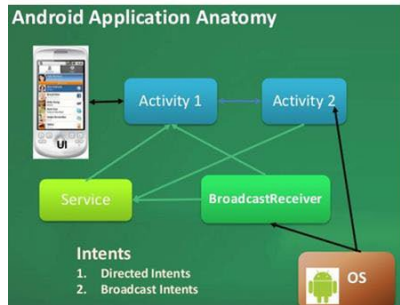 Android Application Anatomy
Activity 1
Activity 2
UI
Service
BroadcastReceiver
Intents
1. Directed Intents
2. Broadcast Intents
OS